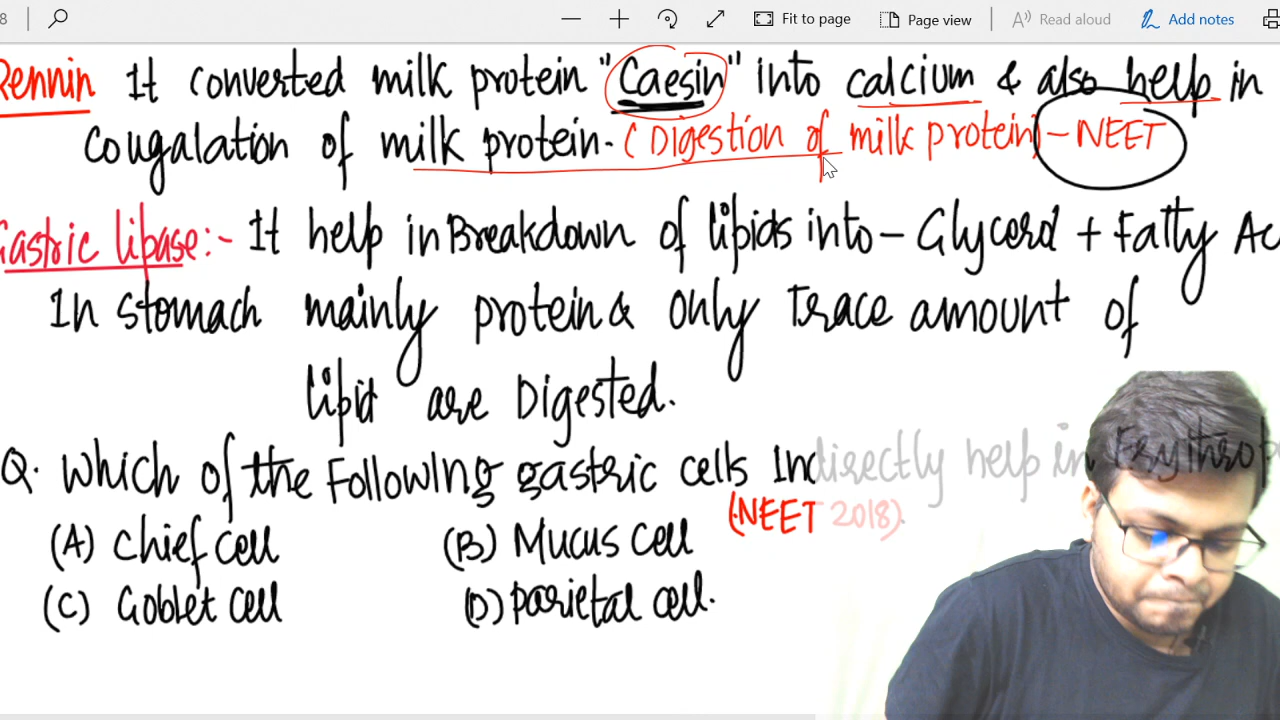 8 Fit to page Page view Read aloud Add notes
Rennin It converted milk protein "Caesin" into calcium & also help in
cougalation of milk protein. (Digestion of milk protein) - NEET
Gastric lipase:- It help in Breakdown of lipids into - Glycerol + Fatty Ac
In stomach mainly protein & only Trace amount of
lipid are Digested.
Q. Which of the Following gastric cells Indirectly help in Erythrop
(NEET 2018).
(A) Chief cell (B) Mucus cell
(C) Goblet cell (D) parietal cell.